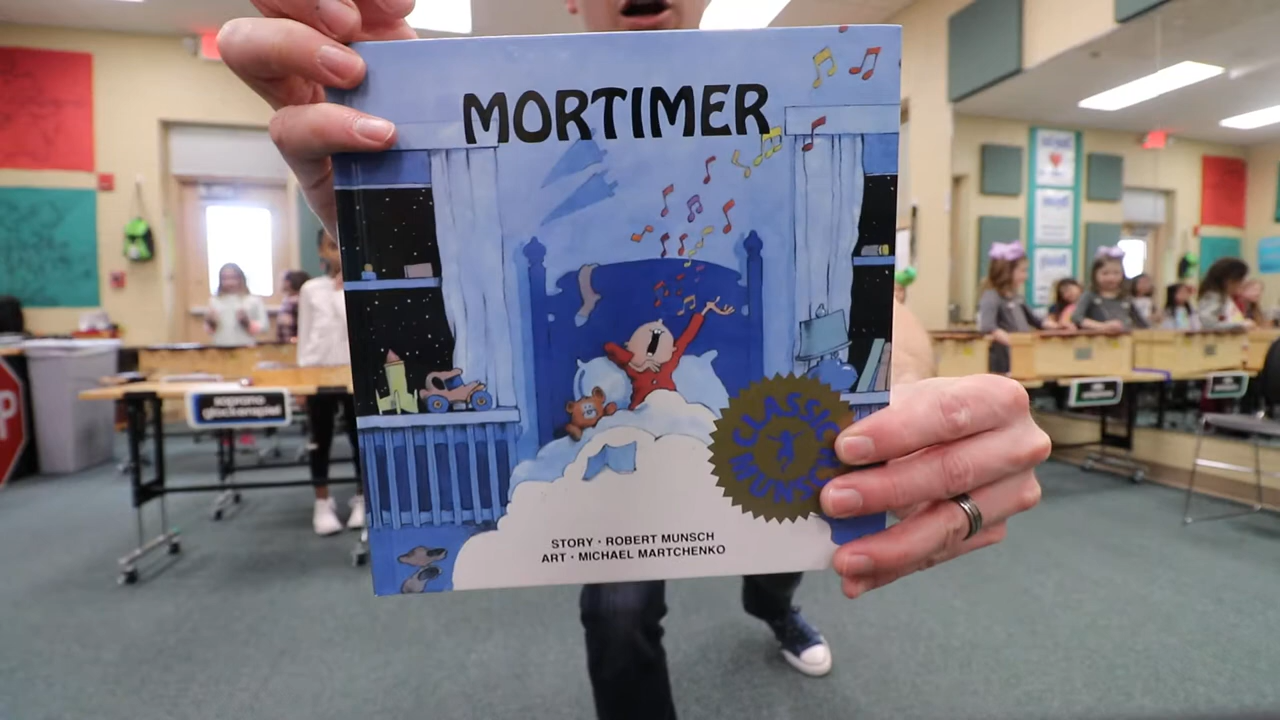 MORTIMER
CLASSIC
MUNSCH
STORY · ROBERT MUNSCH
ART · MICHAEL MARTCHENKO
soprano
glockenspiel